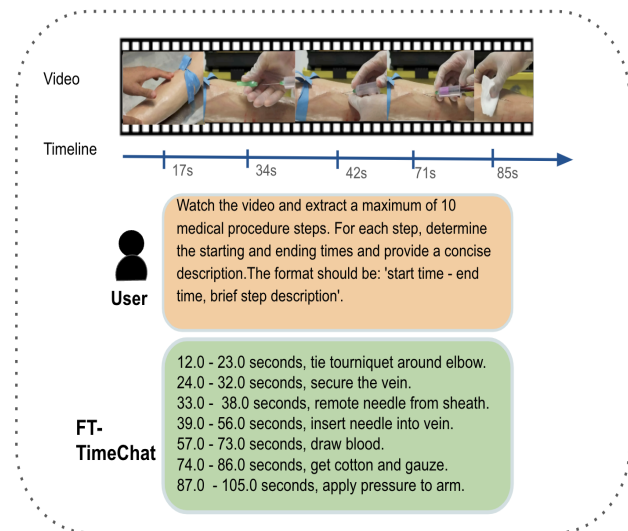 Video
Timeline
17s
34s
42s
71s
85s
Watch the video and extract a maximum of 10
medical procedure steps. For each step, determine
the starting and ending times and provide a concise
description.The format should be: 'start time - end
time, brief step description'.
User
12.0 - 23.0 seconds, tie tourniquet around elbow.
24.0 - 32.0 seconds, secure the vein.
33.0 -  38.0 seconds, remote needle from sheath.
39.0 - 56.0 seconds, insert needle into vein.
57.0 - 73.0 seconds, draw blood.
74.0 - 86.0 seconds, get cotton and gauze.
87.0  - 105.0 seconds, apply pressure to arm.
FT-
TimeChat